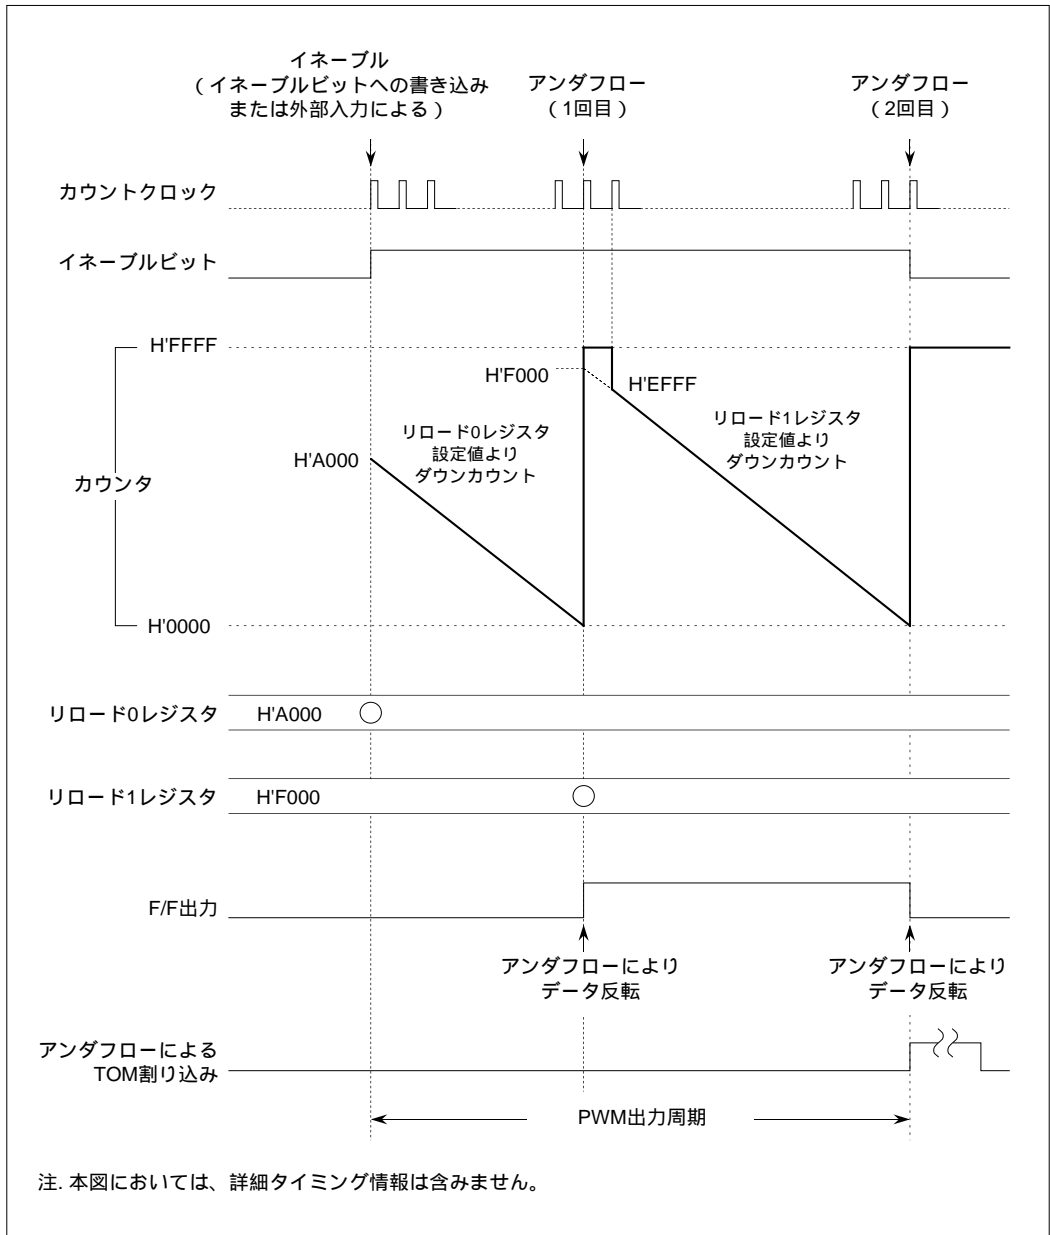 イネーブル
（イネーブルビットへの書き込み
または外部入力による）
アンダフロー
（1回目）
アンダフロー
（2回目）
カウントクロック
イネーブルビット
H'FFFF
H'F000
H'EFFF
リロード0レジスタ
設定値より
ダウンカウント
リロード1レジスタ
設定値より
ダウンカウント
H'A000
カウンタ
H'0000
リロード0レジスタ H'A000
リロード1レジスタ H'F000
F/F出力
アンダフローにより
データ反転
アンダフローにより
データ反転
アンダフローによる
TOM割り込み
PWM出力周期
注. 本図においては、詳細タイミング情報は含みません。